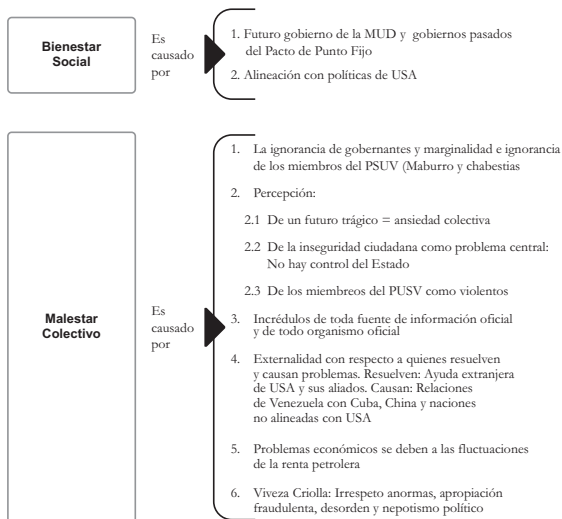 Bienestar
Social
Es
causado
por
1. Futuro gobierno de la MUD y gobiernos pasados
del Pacto de Punto Fijo
2. Alineación con políticas de USA
Malestar
Colectivo
Es
causado
por
1. La ignorancia de gobernantes y marginalidad e ignorancia
de los miembros del PSUV (Maburro y chabestias
2. Percepción:
2.1 De un futuro trágico = ansiedad colectiva
2.2 De la inseguridad ciudadana como problema central:
No hay control del Estado
2.3 De los miembreos del PUSV como violentos
3. Incrédulos de toda fuente de información oficial
y de todo organismo oficial
4. Externalidad con respecto a quienes resuelven
y causan problemas. Resuelven: Ayuda extranjera
de USA y sus aliados. Causan: Relaciones
de Venezuela con Cuba, China y naciones
no alineadas con USA
5. Problemas económicos se deben a las fluctuaciones
de la renta petrolera
6. Viveza Criolla: Irrespeto anormas, apropiación
fraudulenta, desorden y nepotismo político